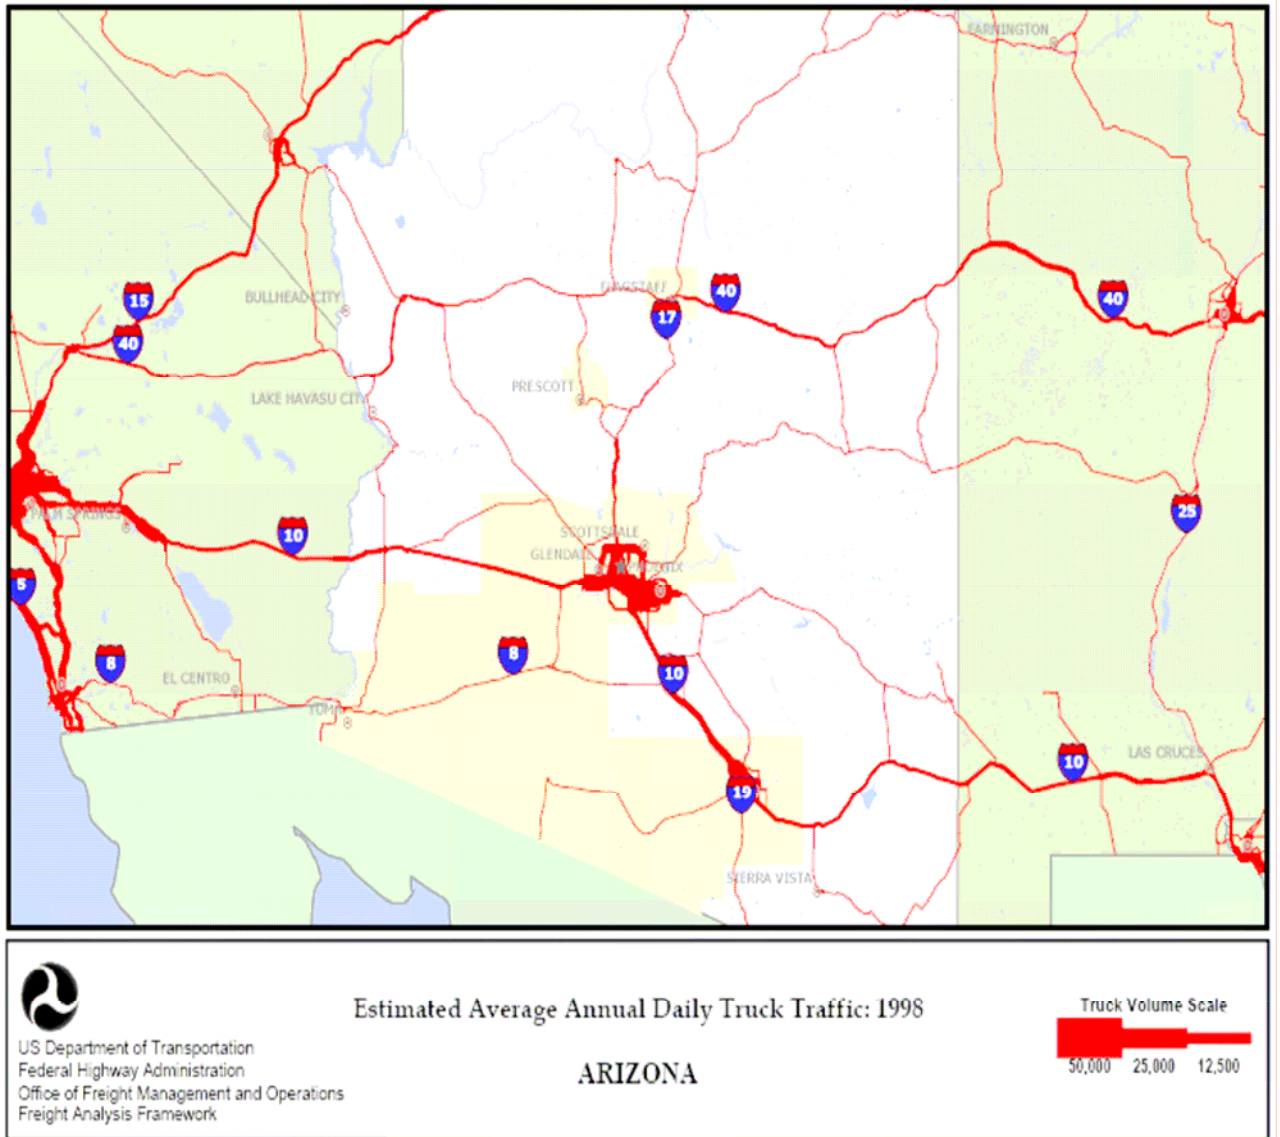 FARMINGTON
15
BULLHEAD CITY
FLAGSTAFF
40
40
17
40
PRESCOTT
LAKE HAVASU CITY
PALM SPRINGS
10
SCOTTSDALE
GLENDALE
PHOENIX
25
5
8
8
10
EL CENTRO
YUMA
10
LAS CRUCES
19
SIERRA VISTA
Estimated Average Annual Daily Truck Traffic: 1998
ARIZONA
Truck Volume Scale
50,000 25,000 12,500
US Department of Transportation
Federal Highway Administration
Office of Freight Management and Operations
Freight Analysis Framework